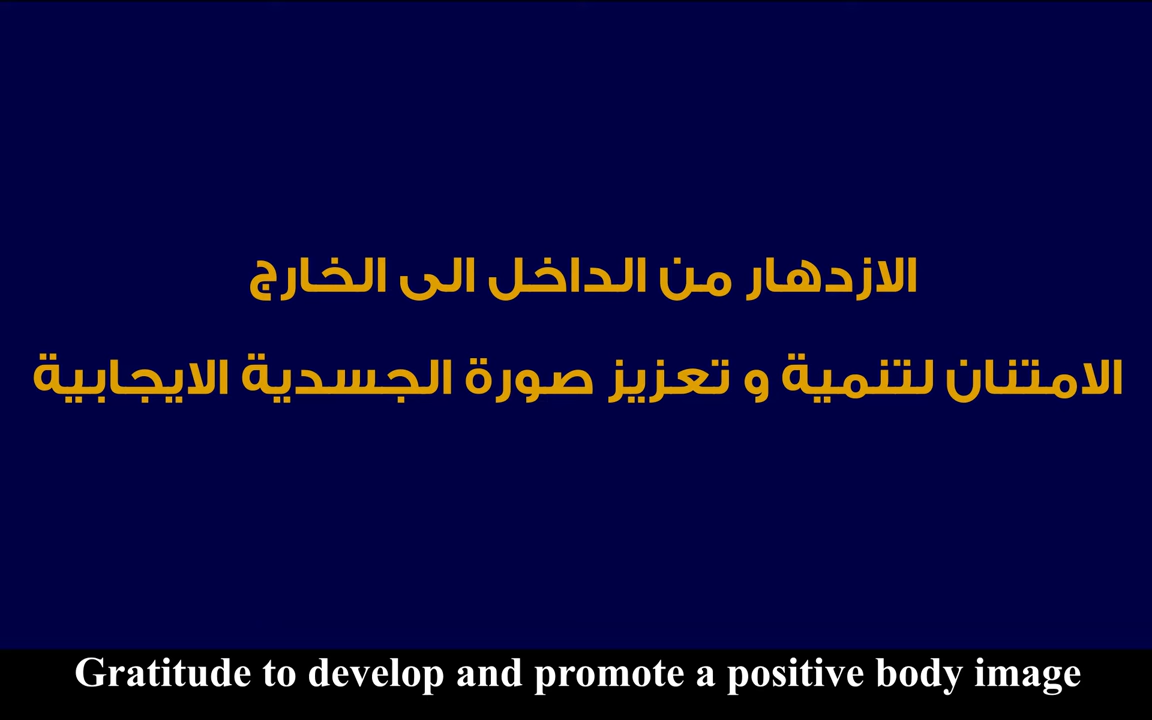 الازدهار من الداخل الى الخارج
الامتنان لتنمية و تعزيز صورة الجسدية الايجابية
Gratitude to develop and promote a positive body image